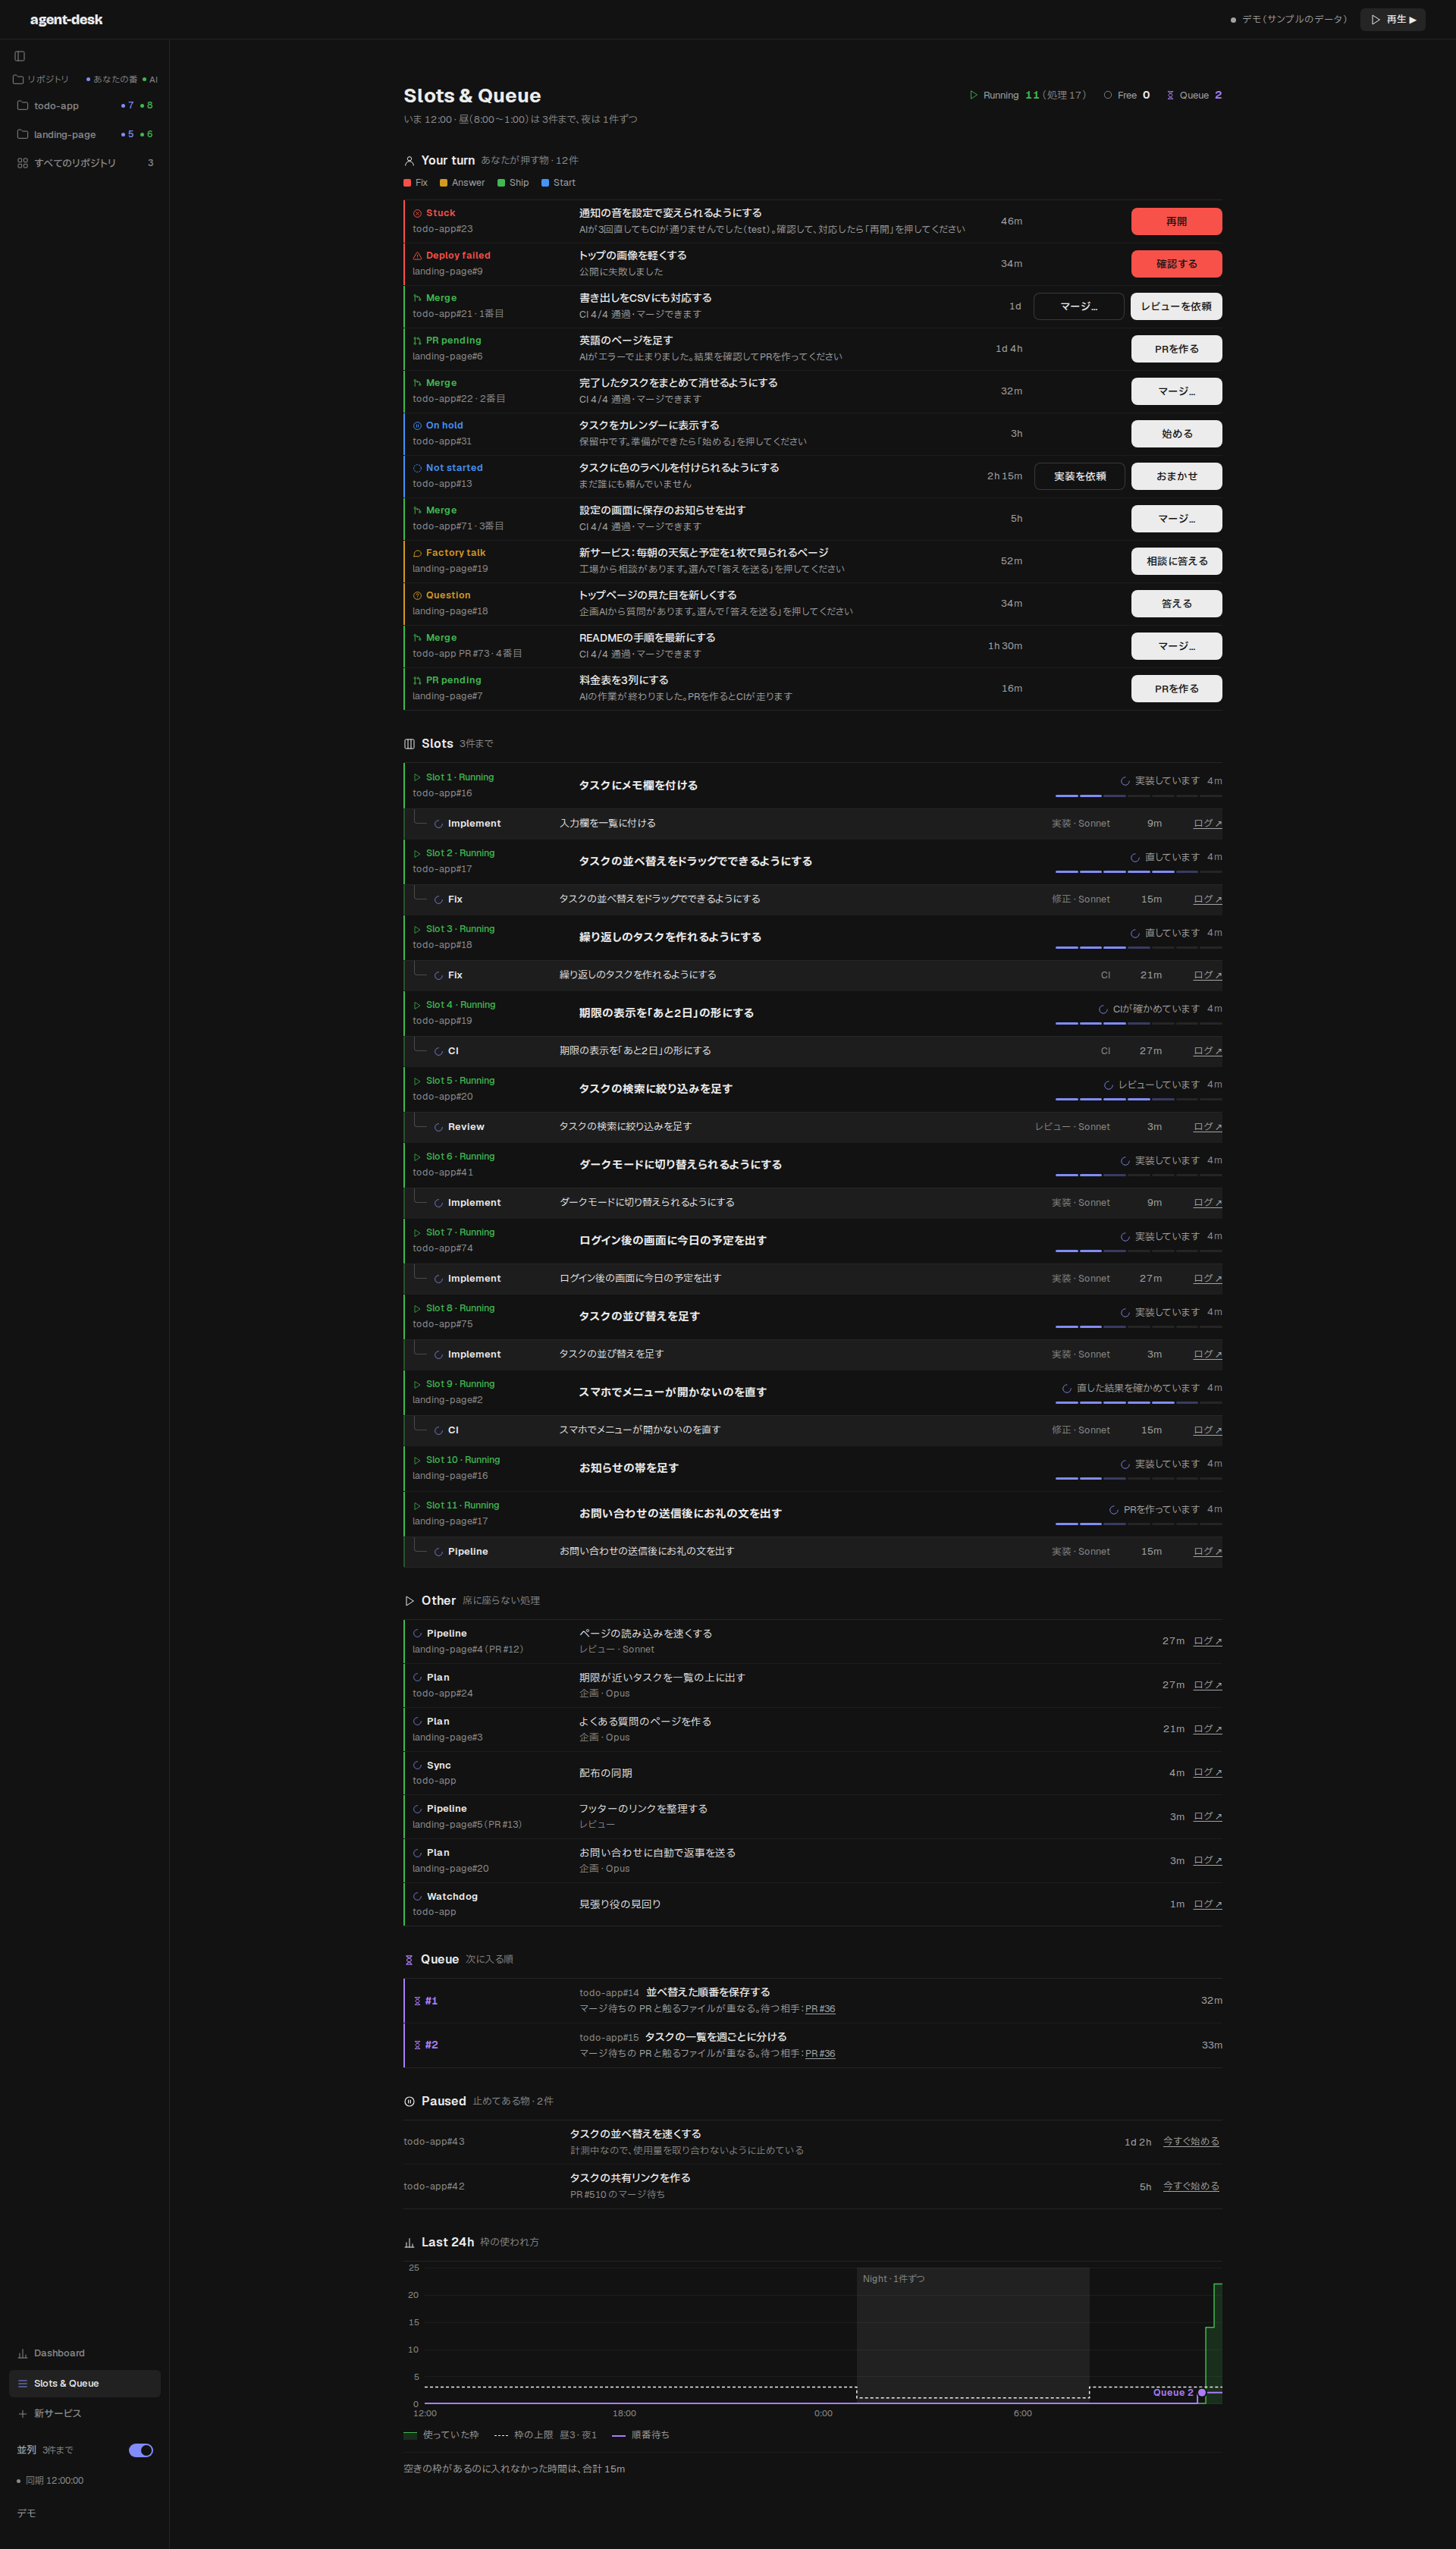 agent-desk
デモ(サンプルのデータ)
再生 ▶
リポジトリ
あなたの番
AI
todo-app
7
8
landing-page
5
6
すべてのリポジトリ
3
Slots & Queue
Running 11(処理 17)
Free 0
Queue 2
いま 12:00 · 昼(8:00〜1:00)は 3件まで、夜は 1件ずつ
Your turn あなたが押す物 · 12件
Fix
Answer
Ship
Start
Stuck
todo-app#23
通知の音を設定で変えられるようにする
AIが3回直してもCIが通りませんでした(test)。確認して、対応したら「再開」を押してください
46m
再開
Deploy failed
landing-page#9
トップの画像を軽くする
公開に失敗しました
34m
確認する
Merge
todo-app#21 · 1番目
書き出しをCSVにも対応する
CI 4/4 通過・マージできます
1d
マージ…
レビューを依頼
PR pending
landing-page#6
英語のページを足す
AIがエラーで止まりました。結果を確認してPRを作ってください
1d 4h
PRを作る
Merge
todo-app#22 · 2番目
完了したタスクをまとめて消せるようにする
CI 4/4 通過・マージできます
32m
マージ…
On hold
todo-app#31
タスクをカレンダーに表示する
保留中です。準備ができたら「始める」を押してください
3h
始める
Not started
todo-app#13
タスクに色のラベルを付けられるようにする
まだ誰にも頼んでいません
2h 15m
実装を依頼
おまかせ
Merge
todo-app#71 · 3番目
設定の画面に保存のお知らせを出す
CI 4/4 通過・マージできます
5h
マージ…
Factory talk
landing-page#19
新サービス：毎朝の天気と予定を1枚で見られるページ
工場から相談があります。選んで「答えを送る」を押してください
52m
相談に答える
Question
landing-page#18
トップページの見た目を新しくする
企画AIから質問があります。選んで「答えを送る」を押してください
34m
答える
Merge
todo-app PR #73 · 4番目
READMEの手順を最新にする
CI 4/4 通過・マージできます
1h 30m
マージ…
PR pending
landing-page#7
料金表を3列にする
AIの作業が終わりました。PRを作るとCIが走ります
16m
PRを作る
Slots 3件まで
Slot 1 · Running
todo-app#16
タスクにメモ欄を付ける
実装しています 4m
Implement
入力欄を一覧に付ける
実装 · Sonnet
9m
ログ↗
Slot 2 · Running
todo-app#17
タスクの並べ替えをドラッグでできるようにする
直しています 4m
Fix
タスクの並べ替えをドラッグでできるようにする
修正 · Sonnet
15m
ログ↗
Slot 3 · Running
todo-app#18
繰り返しのタスクを作れるようにする
直しています 4m
Fix
繰り返しのタスクを作れるようにする
CI
21m
ログ↗
Slot 4 · Running
todo-app#19
期限の表示を「あと2日」の形にする
CIが確かめています 4m
CI
期限の表示を「あと2日」の形にする
CI
27m
ログ↗
Slot 5 · Running
todo-app#20
タスクの検索に絞り込みを足す
レビューしています 4m
Review
タスクの検索に絞り込みを足す
レビュー · Sonnet
3m
ログ↗
Slot 6 · Running
todo-app#41
ダークモードに切り替えられるようにする
実装しています 4m
Implement
ダークモードに切り替えられるようにする
実装 · Sonnet
9m
ログ↗
Slot 7 · Running
todo-app#74
ログイン後の画面に今日の予定を出す
実装しています 4m
Implement
ログイン後の画面に今日の予定を出す
実装 · Sonnet
27m
ログ↗
Slot 8 · Running
todo-app#75
タスクの並び替えを足す
実装しています 4m
Implement
タスクの並び替えを足す
実装 · Sonnet
3m
ログ↗
Slot 9 · Running
landing-page#2
スマホでメニューが開かないのを直す
直した結果を確かめています 4m
CI
スマホでメニューが開かないのを直す
修正 · Sonnet
15m
ログ↗
Slot 10 · Running
landing-page#16
お知らせの帯を足す
実装しています 4m
Slot 11 · Running
landing-page#17
お問い合わせの送信後にお礼の文を出す
PRを作っています 4m
Pipeline
お問い合わせの送信後にお礼の文を出す
実装 · Sonnet
15m
ログ↗
Other 席に座らない処理
Pipeline
landing-page#4(PR #12)
ページの読み込みを速くする
レビュー · Sonnet
27m
ログ↗
Plan
todo-app#24
期限が近いタスクを一覧の上に出す
企画 · Opus
27m
ログ↗
Plan
landing-page#3
よくある質問のページを作る
企画 · Opus
21m
ログ↗
Sync
todo-app
配布の同期
4m
ログ↗
Pipeline
landing-page#5(PR #13)
フッターのリンクを整理する
レビュー
3m
ログ↗
Plan
landing-page#20
お問い合わせに自動で返事を送る
企画 · Opus
3m
ログ↗
Watchdog
todo-app
見張り役の見回り
1m
ログ↗
Queue 次に入る順
#1
todo-app#14 並べ替えた順番を保存する
マージ待ちの PR と触るファイルが重なる。待つ相手：PR #36
32m
#2
todo-app#15 タスクの一覧を週ごとに分ける
マージ待ちの PR と触るファイルが重なる。待つ相手：PR #36
33m
Paused 止めてある物 · 2件
todo-app#43
タスクの並べ替えを速くする
計測中なので、使用量を取り合わないように止めている
1d 2h
今すぐ始める
todo-app#42
タスクの共有リンクを作る
PR #510 のマージ待ち
5h
今すぐ始める
Last 24h 枠の使われ方
25
20
15
10
5
0
Night · 1件ずつ
Queue 2
12:00
18:00
0:00
6:00
使っていた枠
枠の上限 昼3 · 夜1
順番待ち
空きの枠があるのに入れなかった時間は、合計 15m
Dashboard
Slots & Queue
新サービス
並列 3件まで
同期 12:00:00
デモ